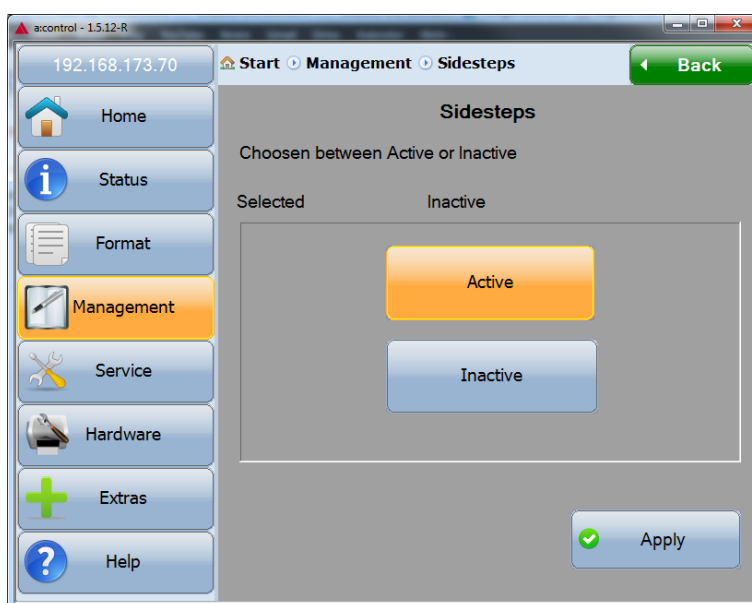 a:control - 1.5.12-R
192.168.173.70
Start Management Sidesteps
Back
Home
Status
Format
Management
Service
Hardware
Extras
Help
Sidesteps
Choosen between Active or Inactive
Selected Inactive
Active
Inactive
Apply